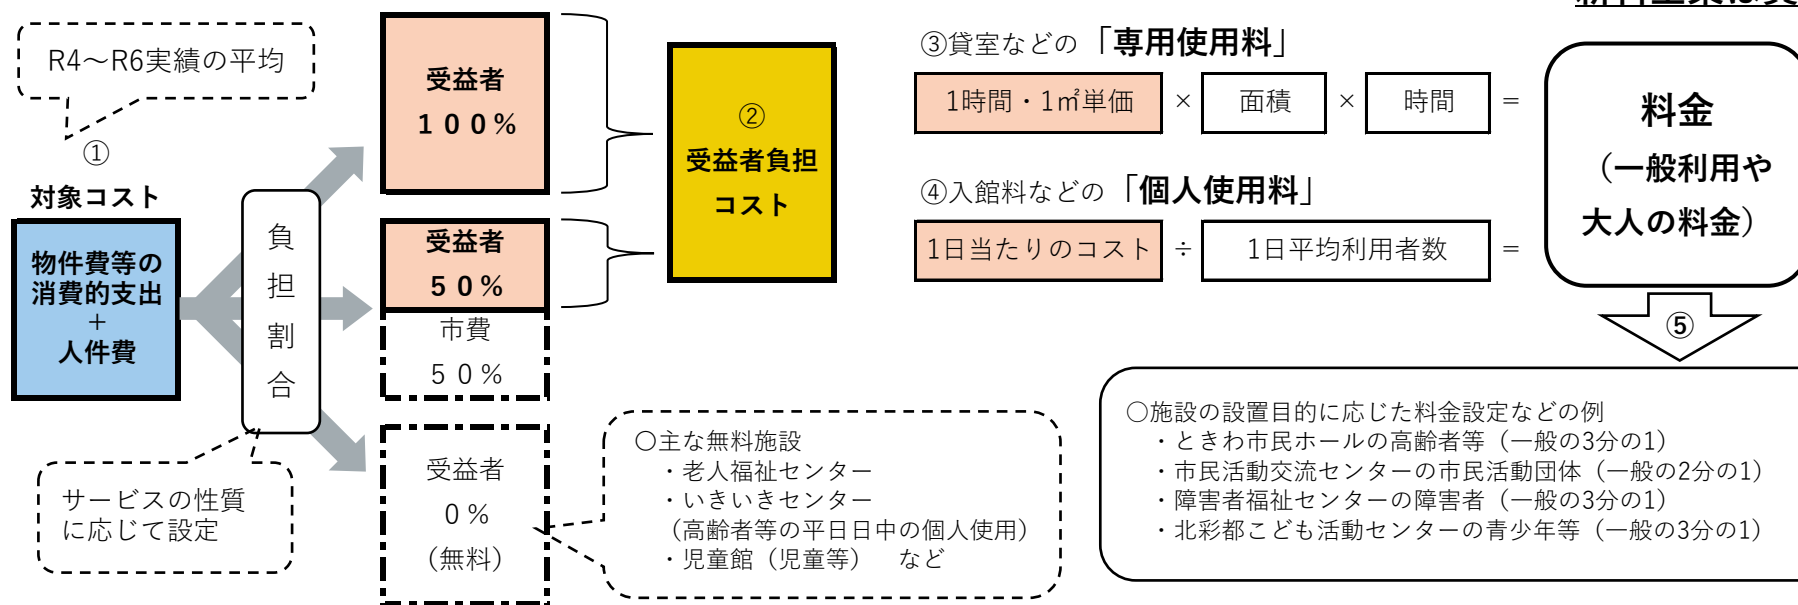 R4～R6実績の平均
①
対象コスト
物件費等の
消費的支出
＋
人件費
負
担
割
合
サービスの性質
に応じて設定
受益者
１００%
受益者
５０%
市費
５０%
受益者
０%
（無料）
②
受益者負担
コスト
〇主な無料施設
・老人福祉センター
・いきいきセンター
（高齢者等の平日日中の個人使用）
・児童館（児童等）　など
③貸室などの「専用使用料」
1時間・1㎡単価 × 面積 × 時間 ＝
④入館料などの「個人使用料」
1日当たりのコスト ÷ 1日平均利用者数 ＝
料金
（一般利用や
大人の料金）
⑤
〇施設の設置目的に応じた料金設定などの例
・ときわ市民ホールの高齢者等（一般の3分の1）
・市民活動交流センターの市民活動団体（一般の2分の1）
・障害者福祉センターの障害者（一般の3分の1）
・北彩都こども活動センターの青少年等（一般の3分の1）